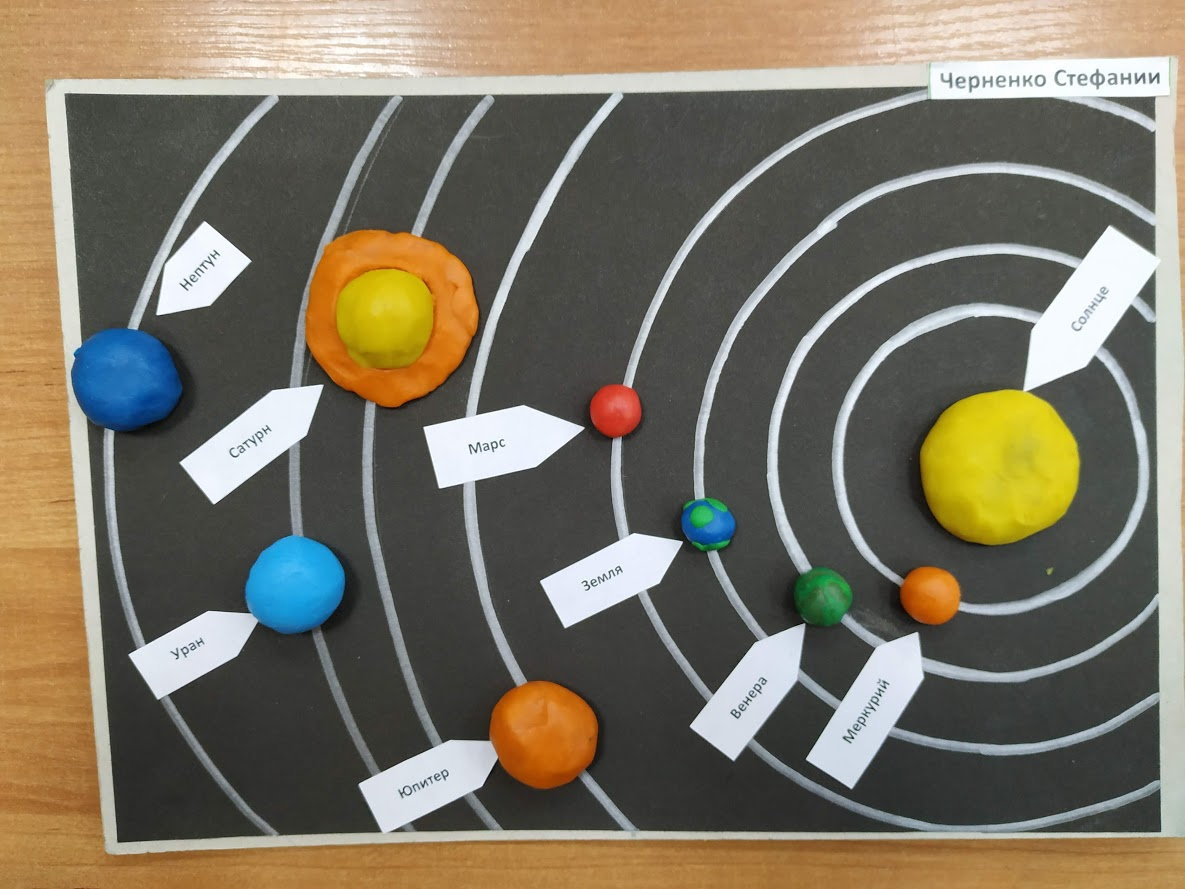 Черненко Стефании
Нептун
Солнце
Сатурн
Марс
Земля
Уран
Венера
Меркурий
Юпитер